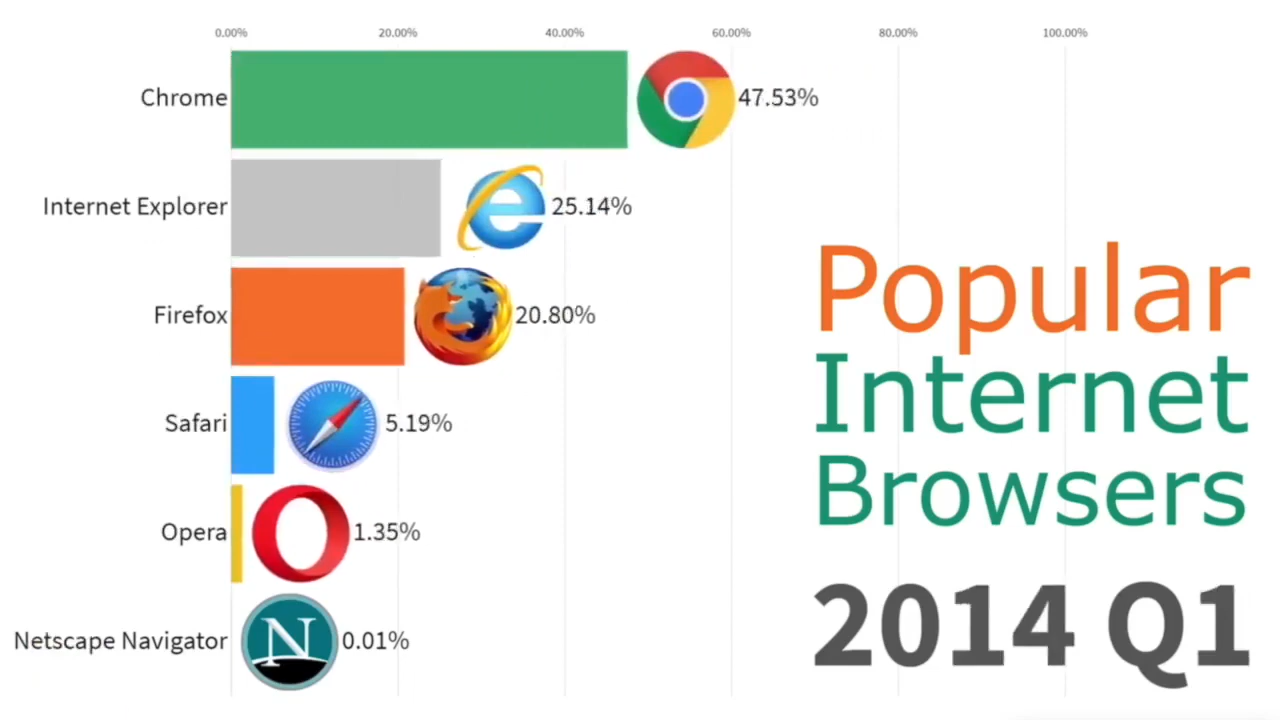 0.00% 20.00% 40.00% 60.00% 80.00% 100.00%
Chrome 47.53%
Internet Explorer e 25.14%
Firefox 20.80%
Safari 5.19%
Opera 1.35%
Netscape Navigator N 0.01%
Popular
Internet
Browsers
2014 Q1